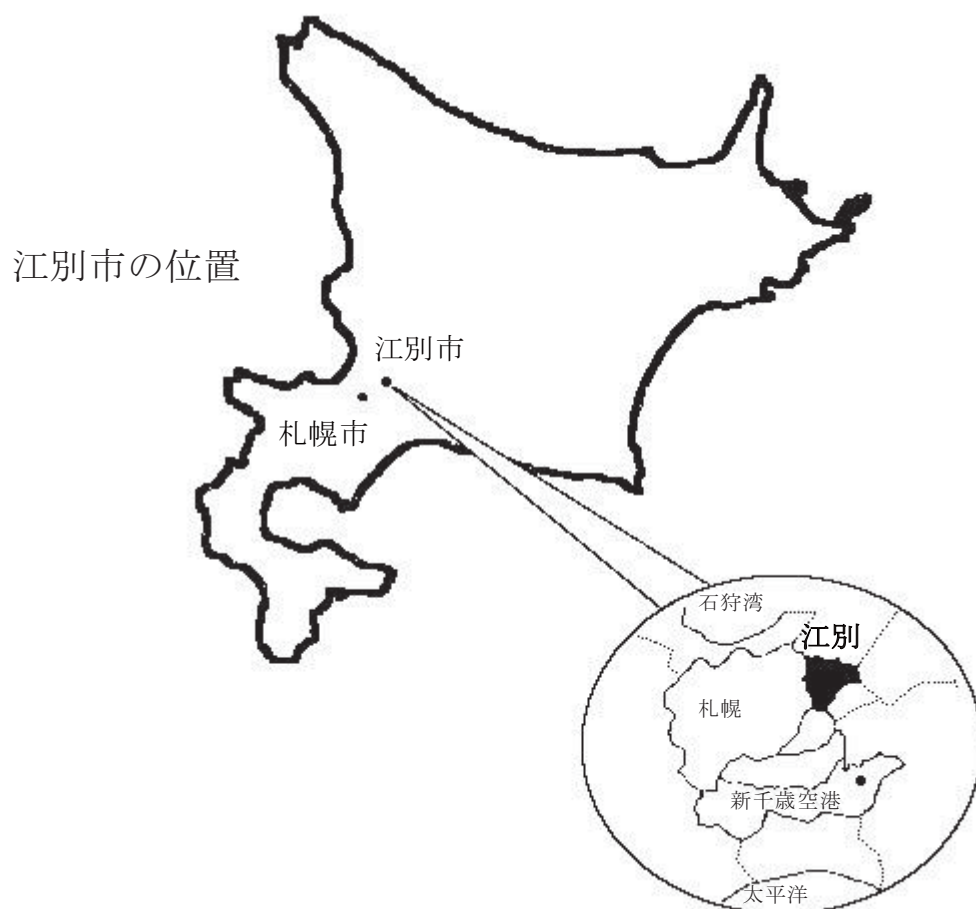 江別市の位置
江別市
札幌市
石狩湾
江別
札幌
新千歳空港
太平洋